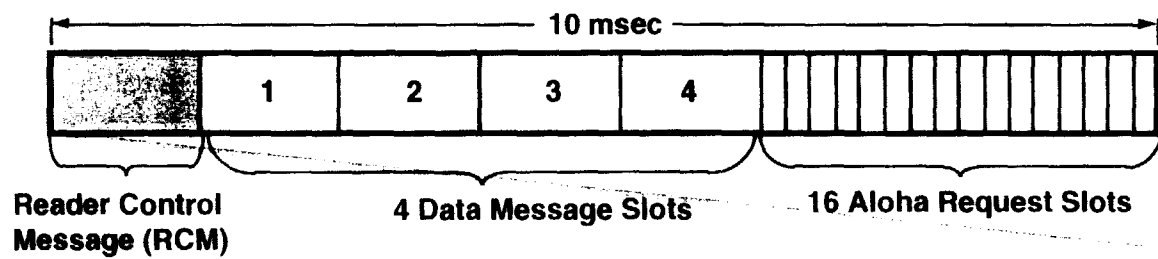 10 msec
1 2 3 4
Reader Control
Message (RCM)
4 Data Message Slots
16 Aloha Request Slots